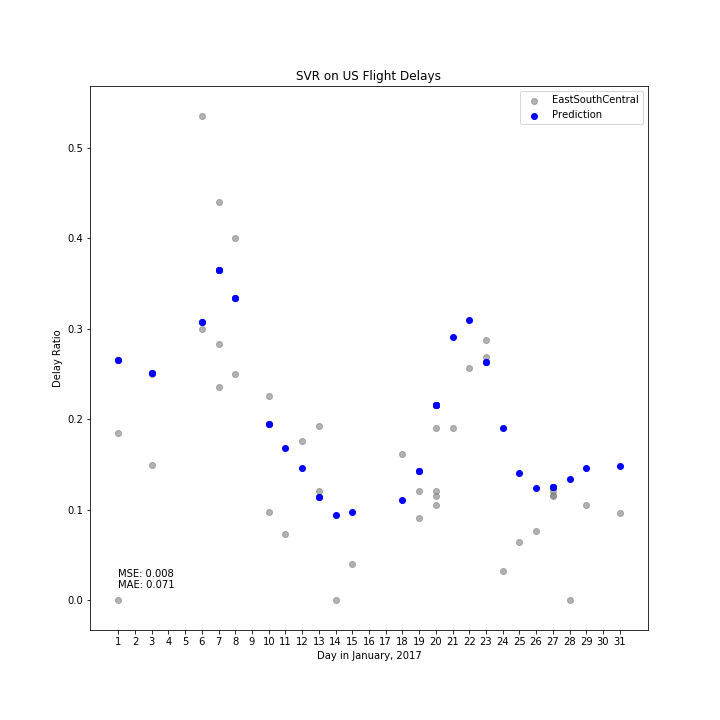 SVR on US Flight Delays
EastSouthCentral
Prediction
0.5
0.4
0.3
0.2
0.1
0.0
Delay Ratio
MSE: 0.008
MAE: 0.071
1 2 3 4 5 6 7 8 9 10 11 12 13 14 15 16 17 18 19 20 21 22 23 24 25 26 27 28 29 30 31
Day in January, 2017